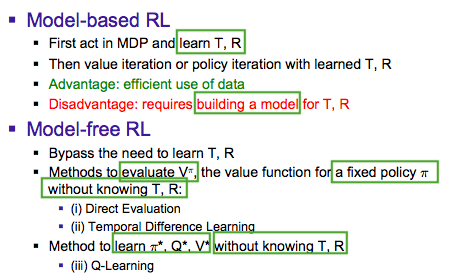 Model-based RL
First act in MDP and learn T, R
Then value iteration or policy iteration with learned T, R
Advantage: efficient use of data
Disadvantage: requires building a model for T, R
Model-free RL
Bypass the need to learn T, R
Methods to evaluate Vπ, the value function for a fixed policy π
without knowing T, R:
(i) Direct Evaluation
(ii) Temporal Difference Learning
Method to learn π*, Q*, V* without knowing T, R
(iii) Q-Learning